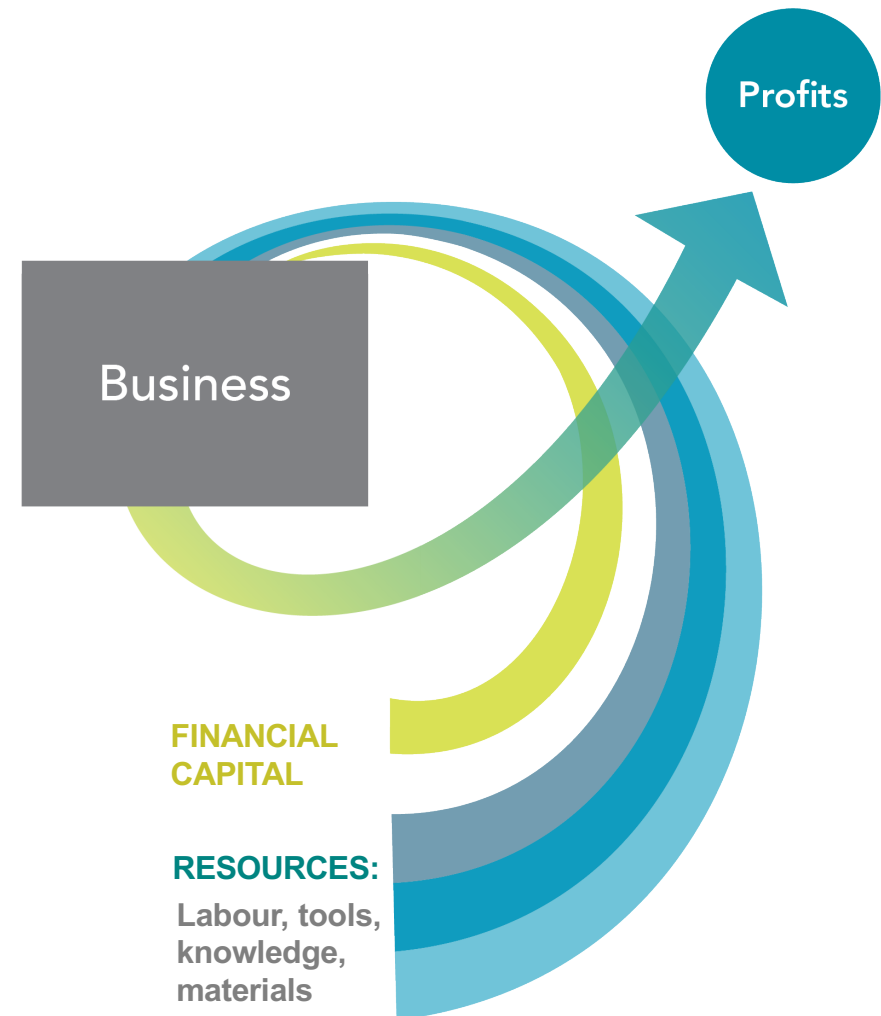 Profits
Business
FINANCIAL
CAPITAL
RESOURCES:
Labour, tools,
knowledge,
materials